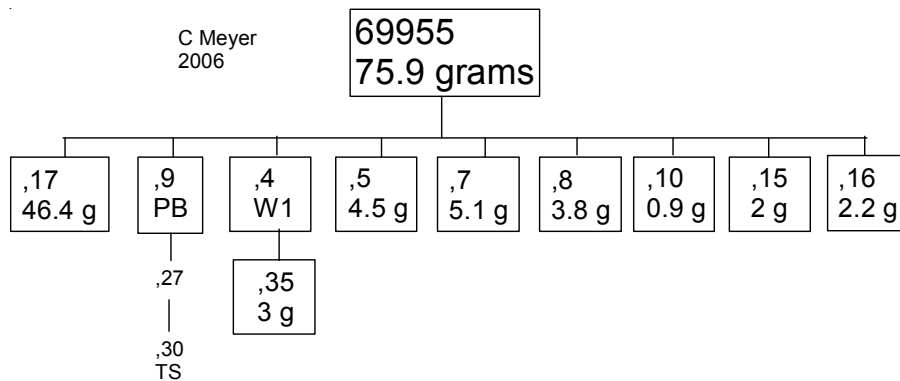 C Meyer
2006
69955
75.9 grams
,17
46.4 g
,9
PB
,4
W1
,5
4.5 g
,7
5.1 g
,8
3.8 g
,10
0.9 g
,15
2 g
,16
2.2 g
,27
,35
3 g
,30
TS